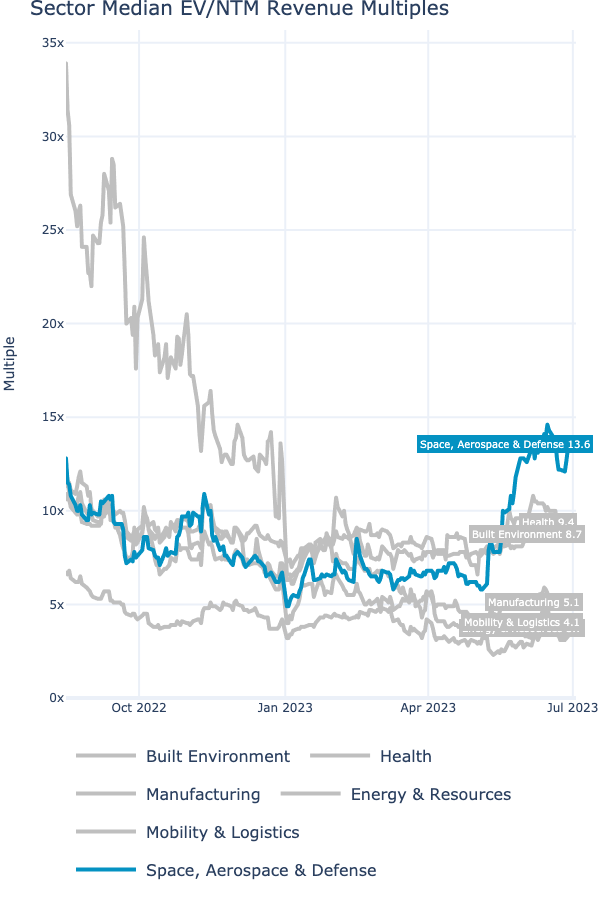 Sector Median EV/NTM Revenue Multiples
35x
30x
25x
20x
15x
10x
5x
0x
Multiple
Space, Aerospace & Defense 13.6
Health 9.4
Built Environment 8.7
Manufacturing 5.1
Mobility & Logistics 4.1
Oct 2022
Jan 2023
Apr 2023
Jul 2023
Built Environment
Health
Manufacturing
Energy & Resources
Mobility & Logistics
Space, Aerospace & Defense